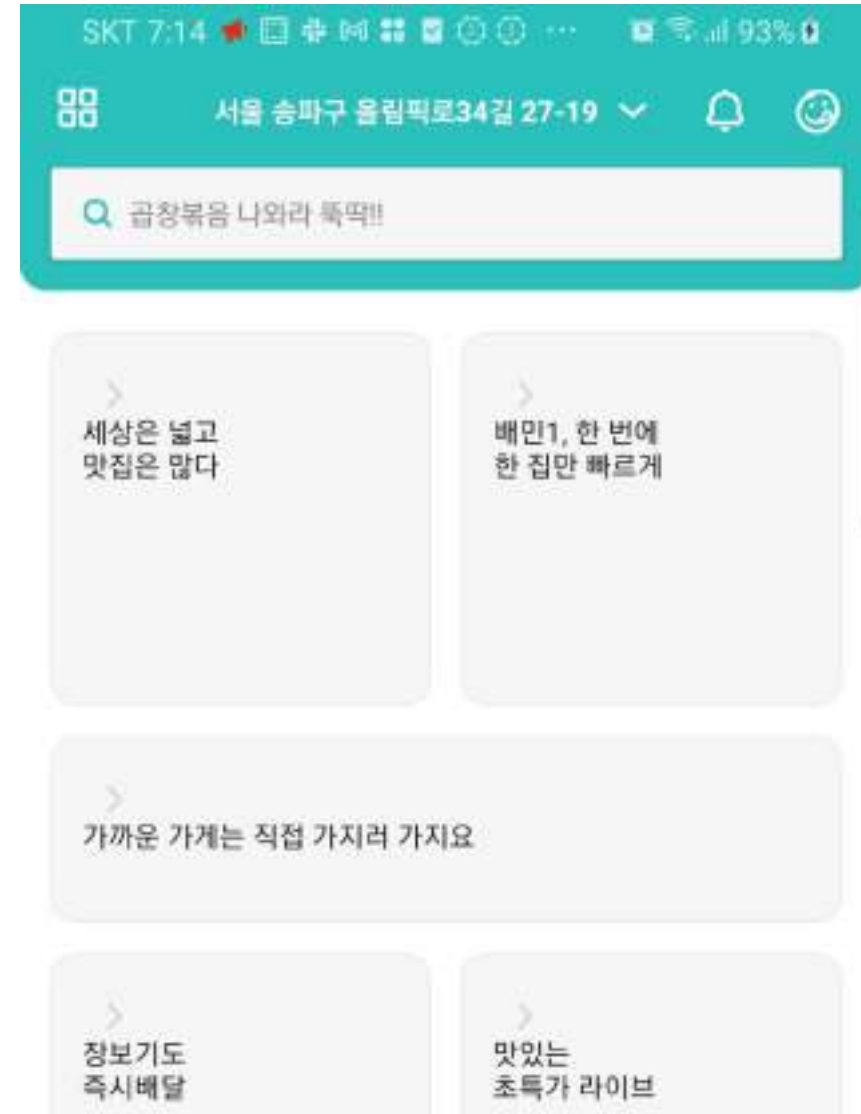 SKT 7:14 93%
서울 송파구 올림픽로34길 27-19
곱창볶음 나와라 뚝딱!!
세상은 넓고
맛집은 많다
배민1, 한 번에
한 집만 빠르게
가까운 가게는 직접 가지러 가지요
장보기도
즉시배달
맛있는
초특가 라이브